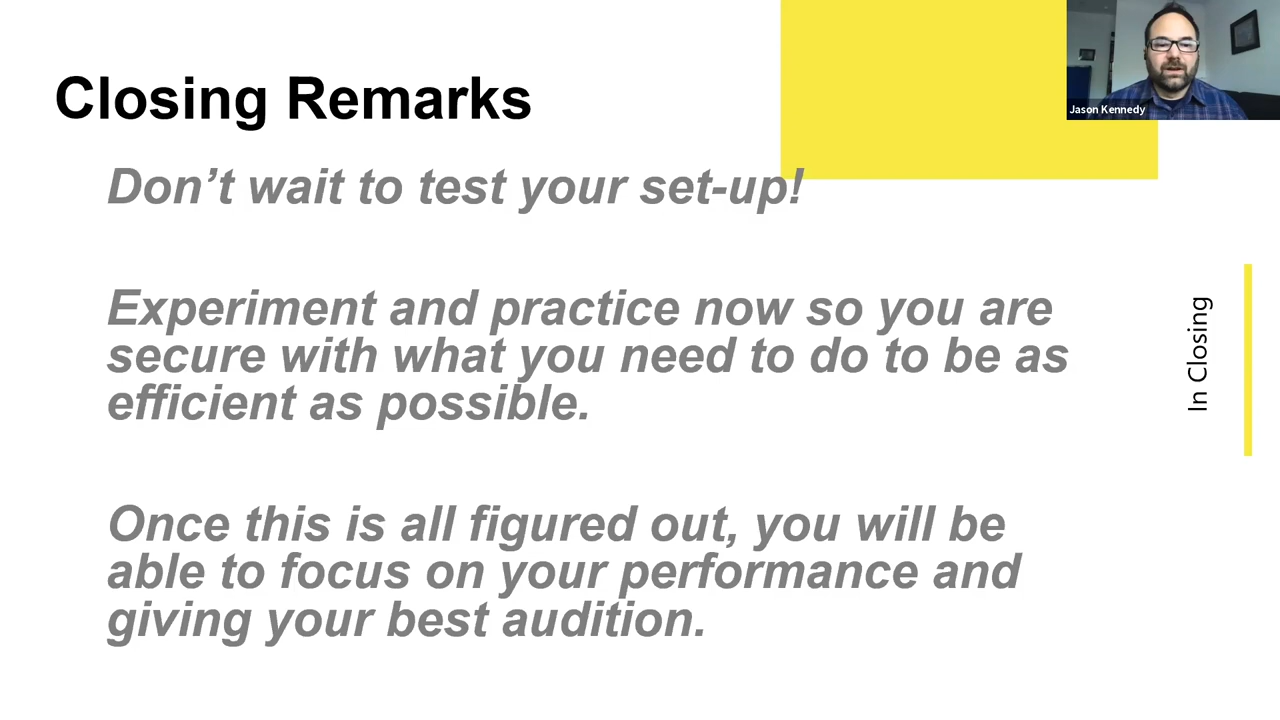 Closing Remarks
Jason Kennedy
Don’t wait to test your set-up!
Experiment and practice now so you are
secure with what you need to do to be as
efficient as possible.
In Closing
Once this is all figured out, you will be
able to focus on your performance and
giving your best audition.